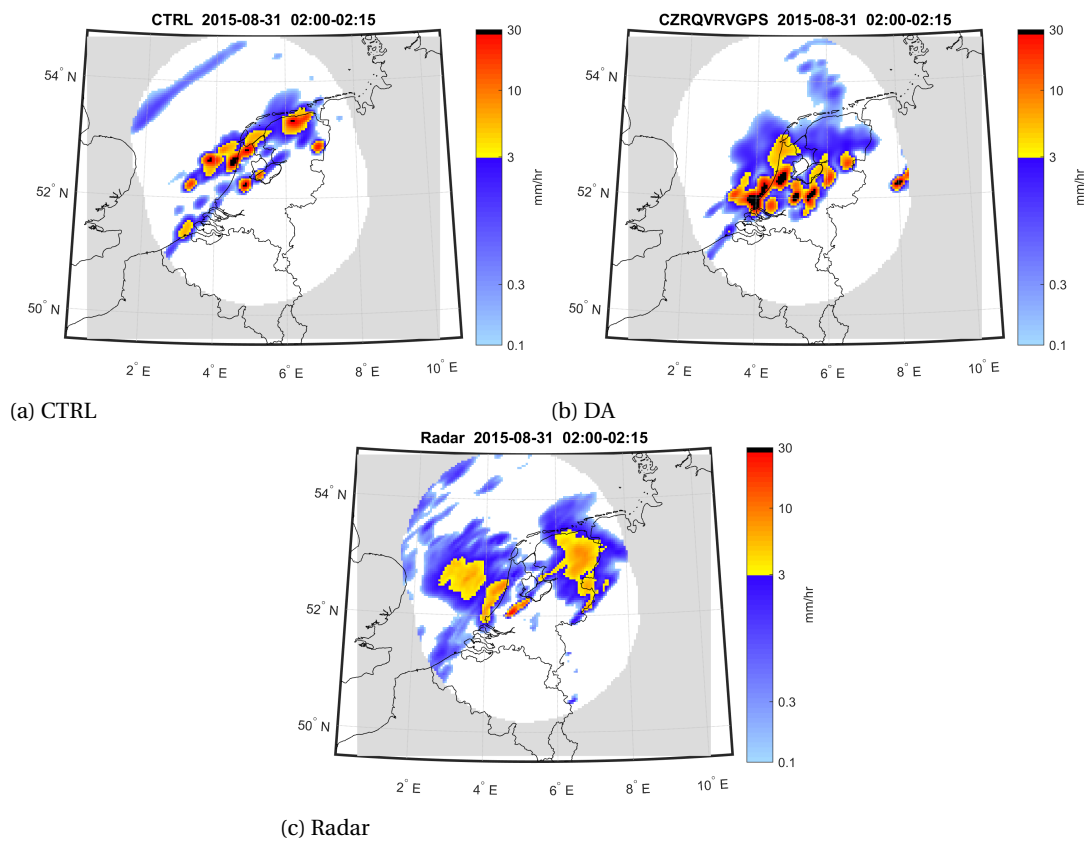 CTRL 2015-08-31 02:00-02:15
54° N
52° N
50° N
2° E
4° E
6° E
8° E
10° E
30
10
3
0.3
0.1
mm/hr
(a) CTRL
CZRQVRVGPS 2015-08-31 02:00-02:15
54° N
52° N
50° N
2° E
4° E
6° E
8° E
10° E
30
10
3
0.3
0.1
mm/hr
(b) DA
Radar 2015-08-31 02:00-02:15
54° N
52° N
50° N
2° E
4° E
6° E
8° E
10° E
30
10
3
0.3
0.1
mm/hr
(c) Radar